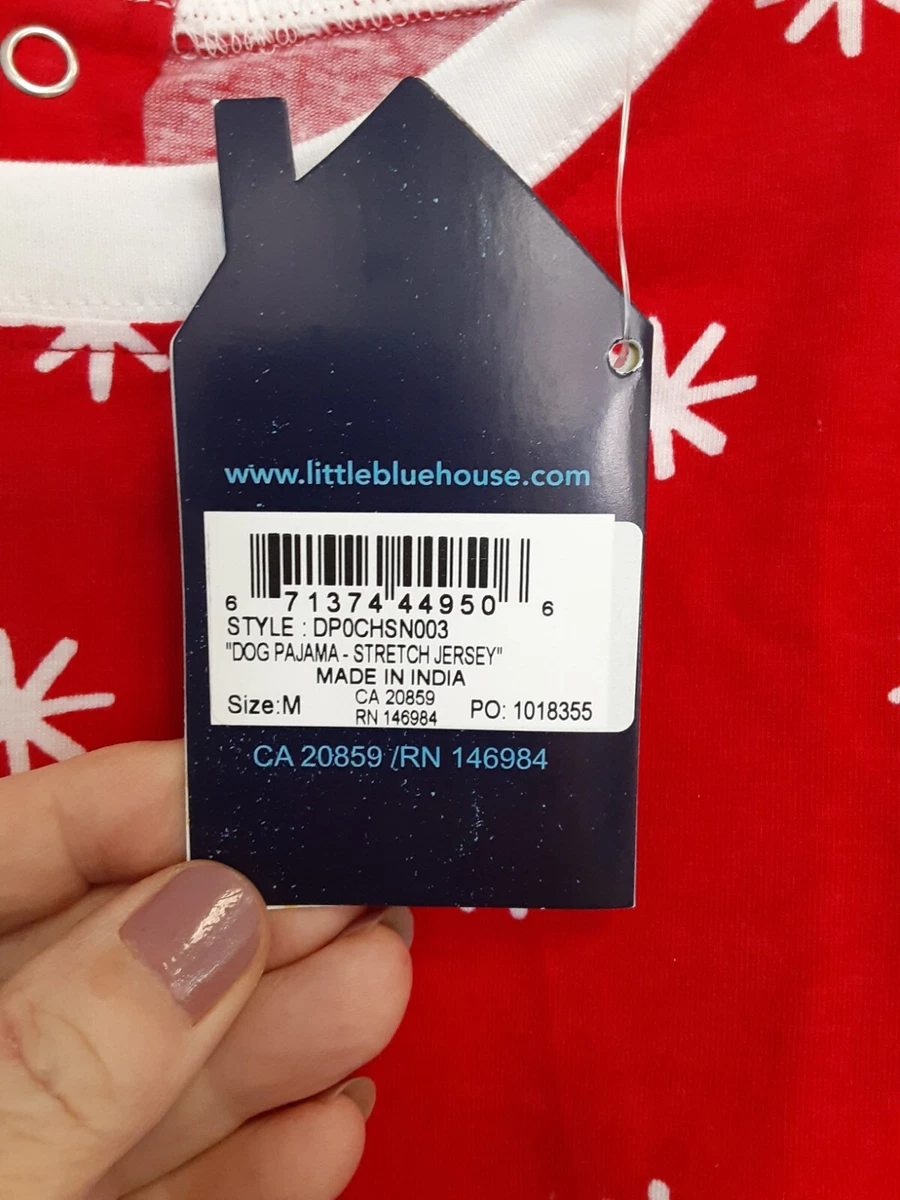 www.littlebluehouse.com
6 71374 44950 6
STYLE : DP0CHSN003
"DOG PAJAMA - STRETCH JERSEY"
MADE IN INDIA
CA 20859
Size:M RN 146984 PO: 1018355
CA 20859 /RN 146984